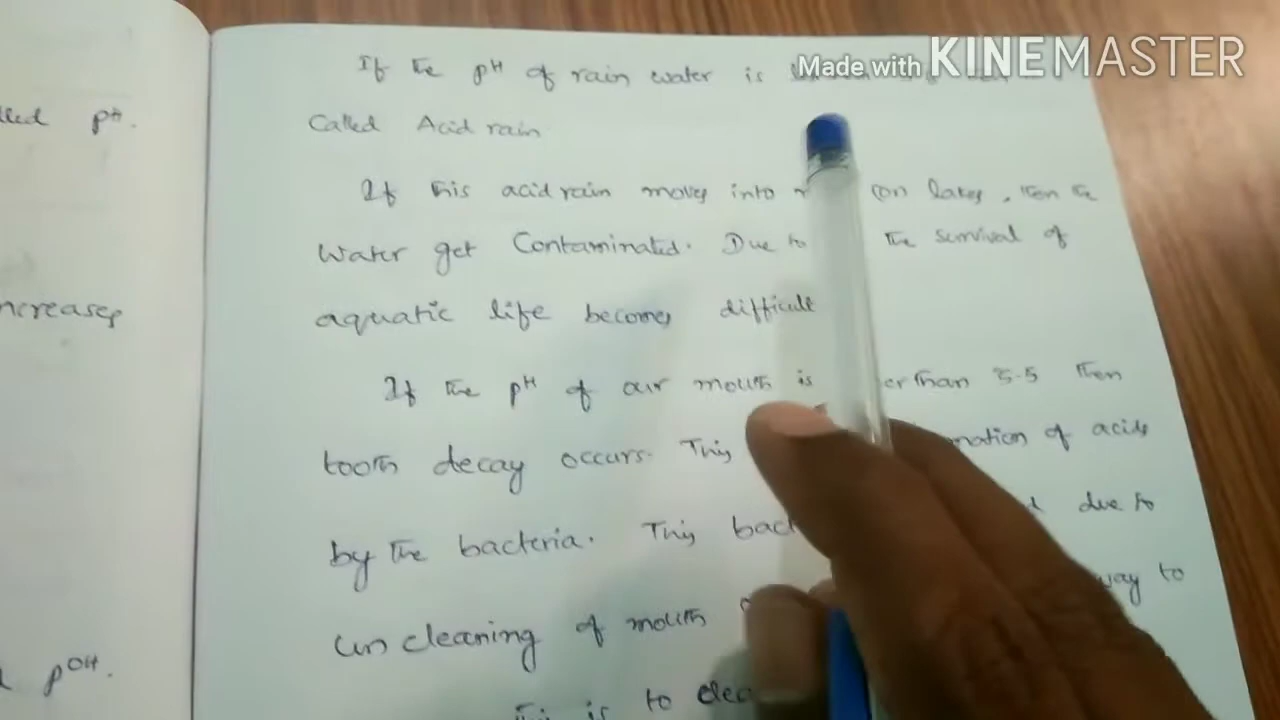 Made with KINEMASTER
If the pH of rain water is
Called Acid rain
If this acid rain moves into (or) lakes, then the
water get Contaminated. Due to the survival of
aquatic life becomes difficult
If the pH of our mouth is than 5.5 then
tooth decay occurs. This of acids
by the bacteria. This due to
un cleaning of mouth way to
is to
lled pH.
ncreases
pOH.